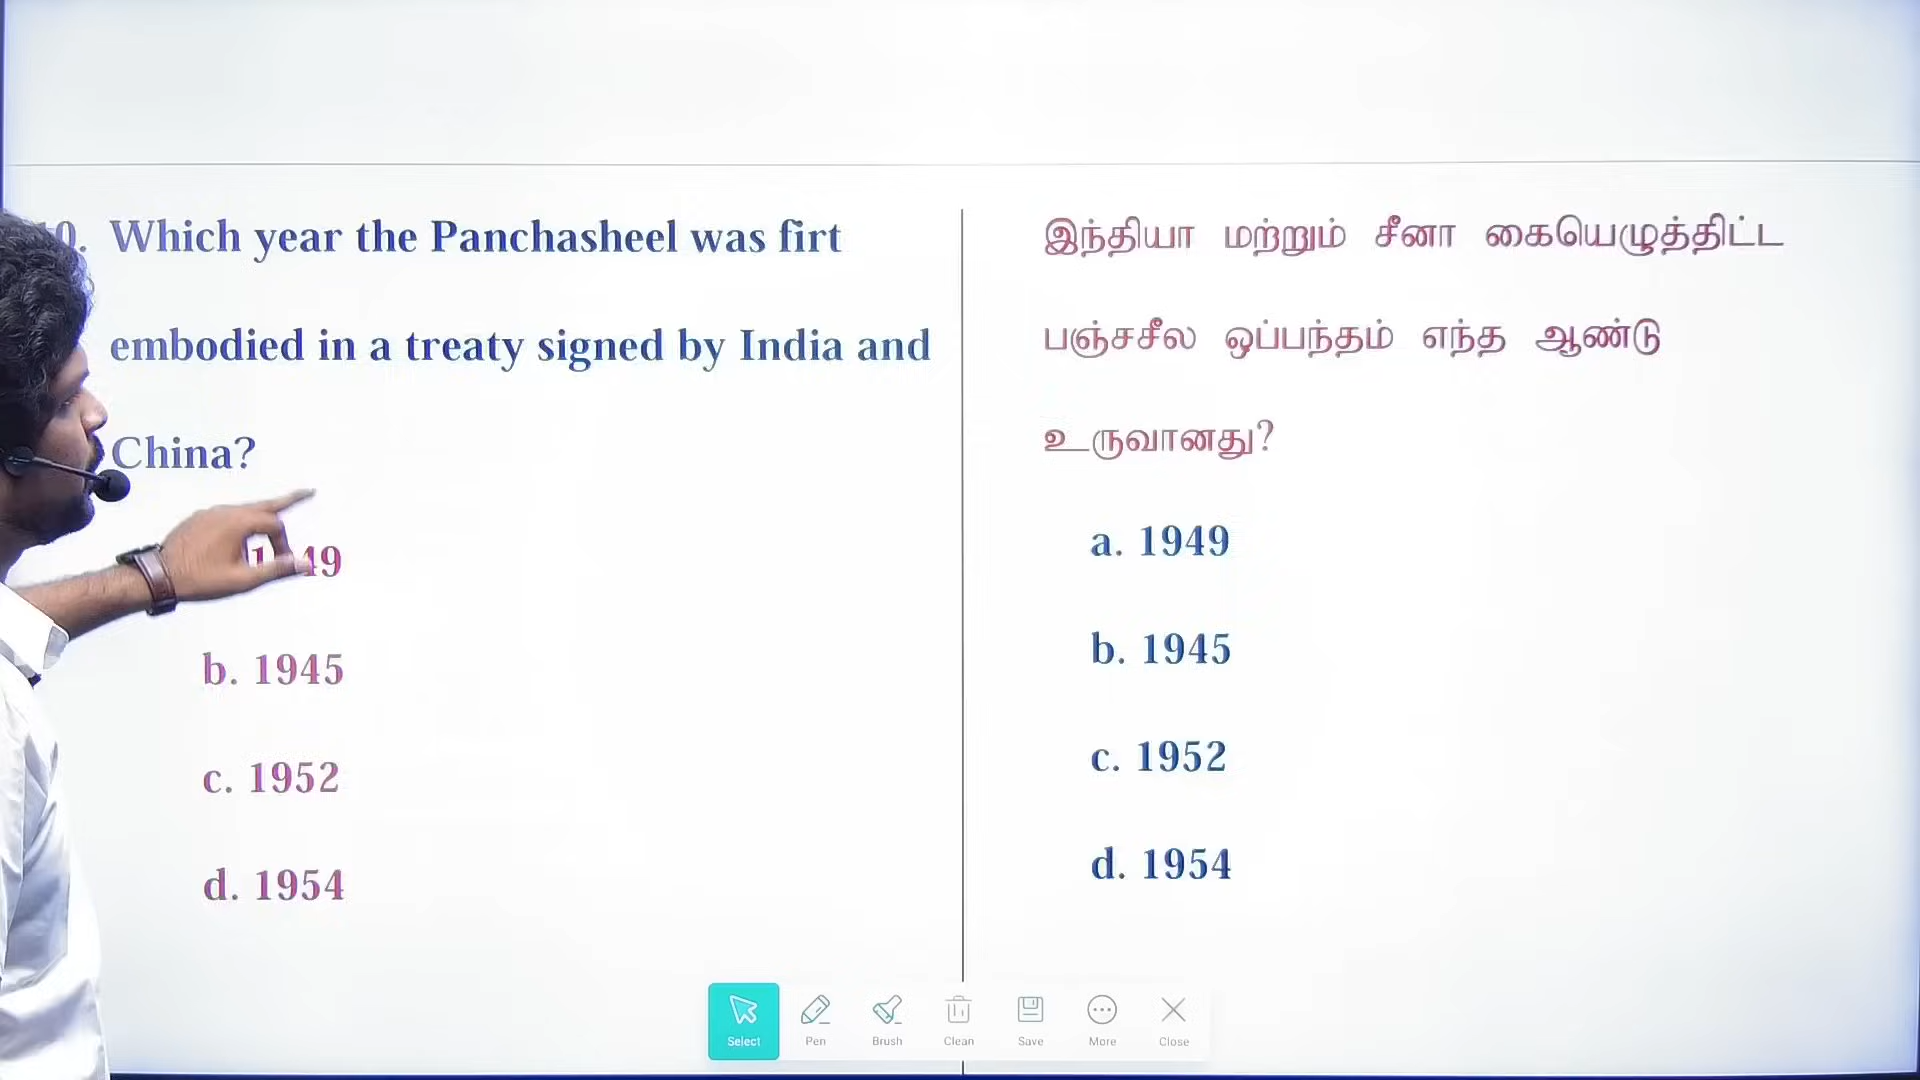 0. Which year the Panchasheel was firt
embodied in a treaty signed by India and
China?
49
b. 1945
c. 1952
d. 1954
இந்தியா மற்றும் சீனா கையெழுத்திட்ட
பஞ்சசீல ஒப்பந்தம் எந்த ஆண்டு
உருவானது?
a. 1949
b. 1945
c. 1952
d. 1954
Select
Pen
Brush
Clean
Save
More
Close